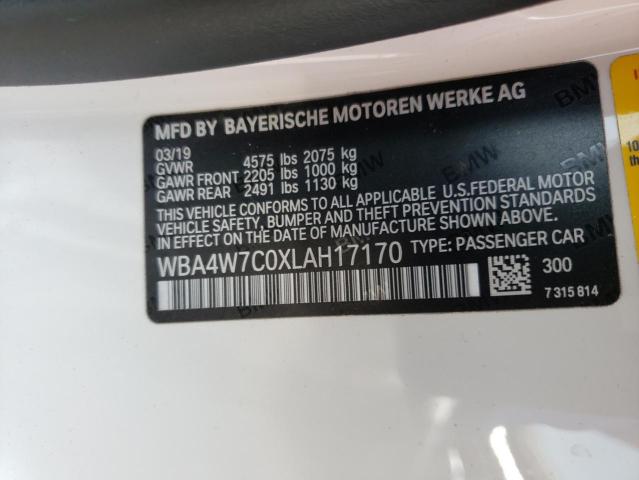 MFD BY BAYERISCHE MOTOREN WERKE AG
03/19
GVWR 4575 lbs 2075 kg
GAWR FRONT 2205 lbs 1000 kg
GAWR REAR 2491 lbs 1130 kg
THIS VEHICLE CONFORMS TO ALL APPLICABLE U.S.FEDERAL MOTOR
VEHICLE SAFETY, BUMPER AND THEFT PREVENTION STANDARDS
IN EFFECT ON THE DATE OF MANUFACTURE SHOWN ABOVE.
WBA4W7C0XLAH17170 TYPE: PASSENGER CAR
300
7 315 814
BMW